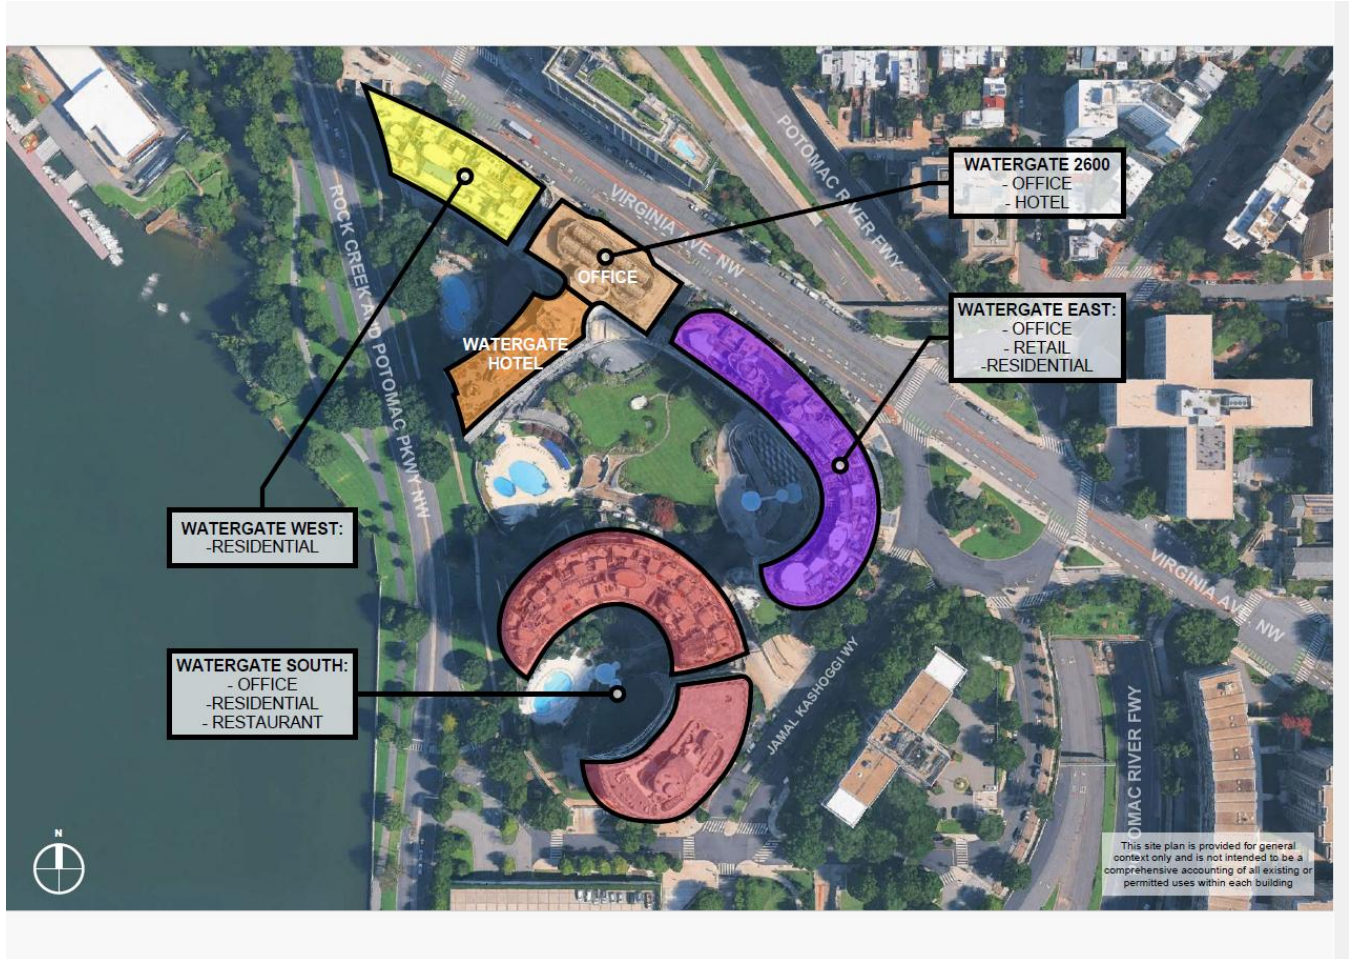 WATERGATE 2600
- OFFICE
- HOTEL
POTOMAC RIVER FWY
VIRGINIA AVE. NW
ROCK CREEK AND POTOMAC PKWY NW
OFFICE
WATERGATE
HOTEL
WATERGATE EAST:
- OFFICE
- RETAIL
-RESIDENTIAL
WATERGATE WEST:
-RESIDENTIAL
VIRGINIA AVE. NW
WATERGATE SOUTH:
- OFFICE
-RESIDENTIAL
- RESTAURANT
JAMAL KASHOGGI WY
OMAC RIVER FWY
N
This site plan is provided for general
context only and is not intended to be a
comprehensive accounting of all existing or
permitted uses within each building